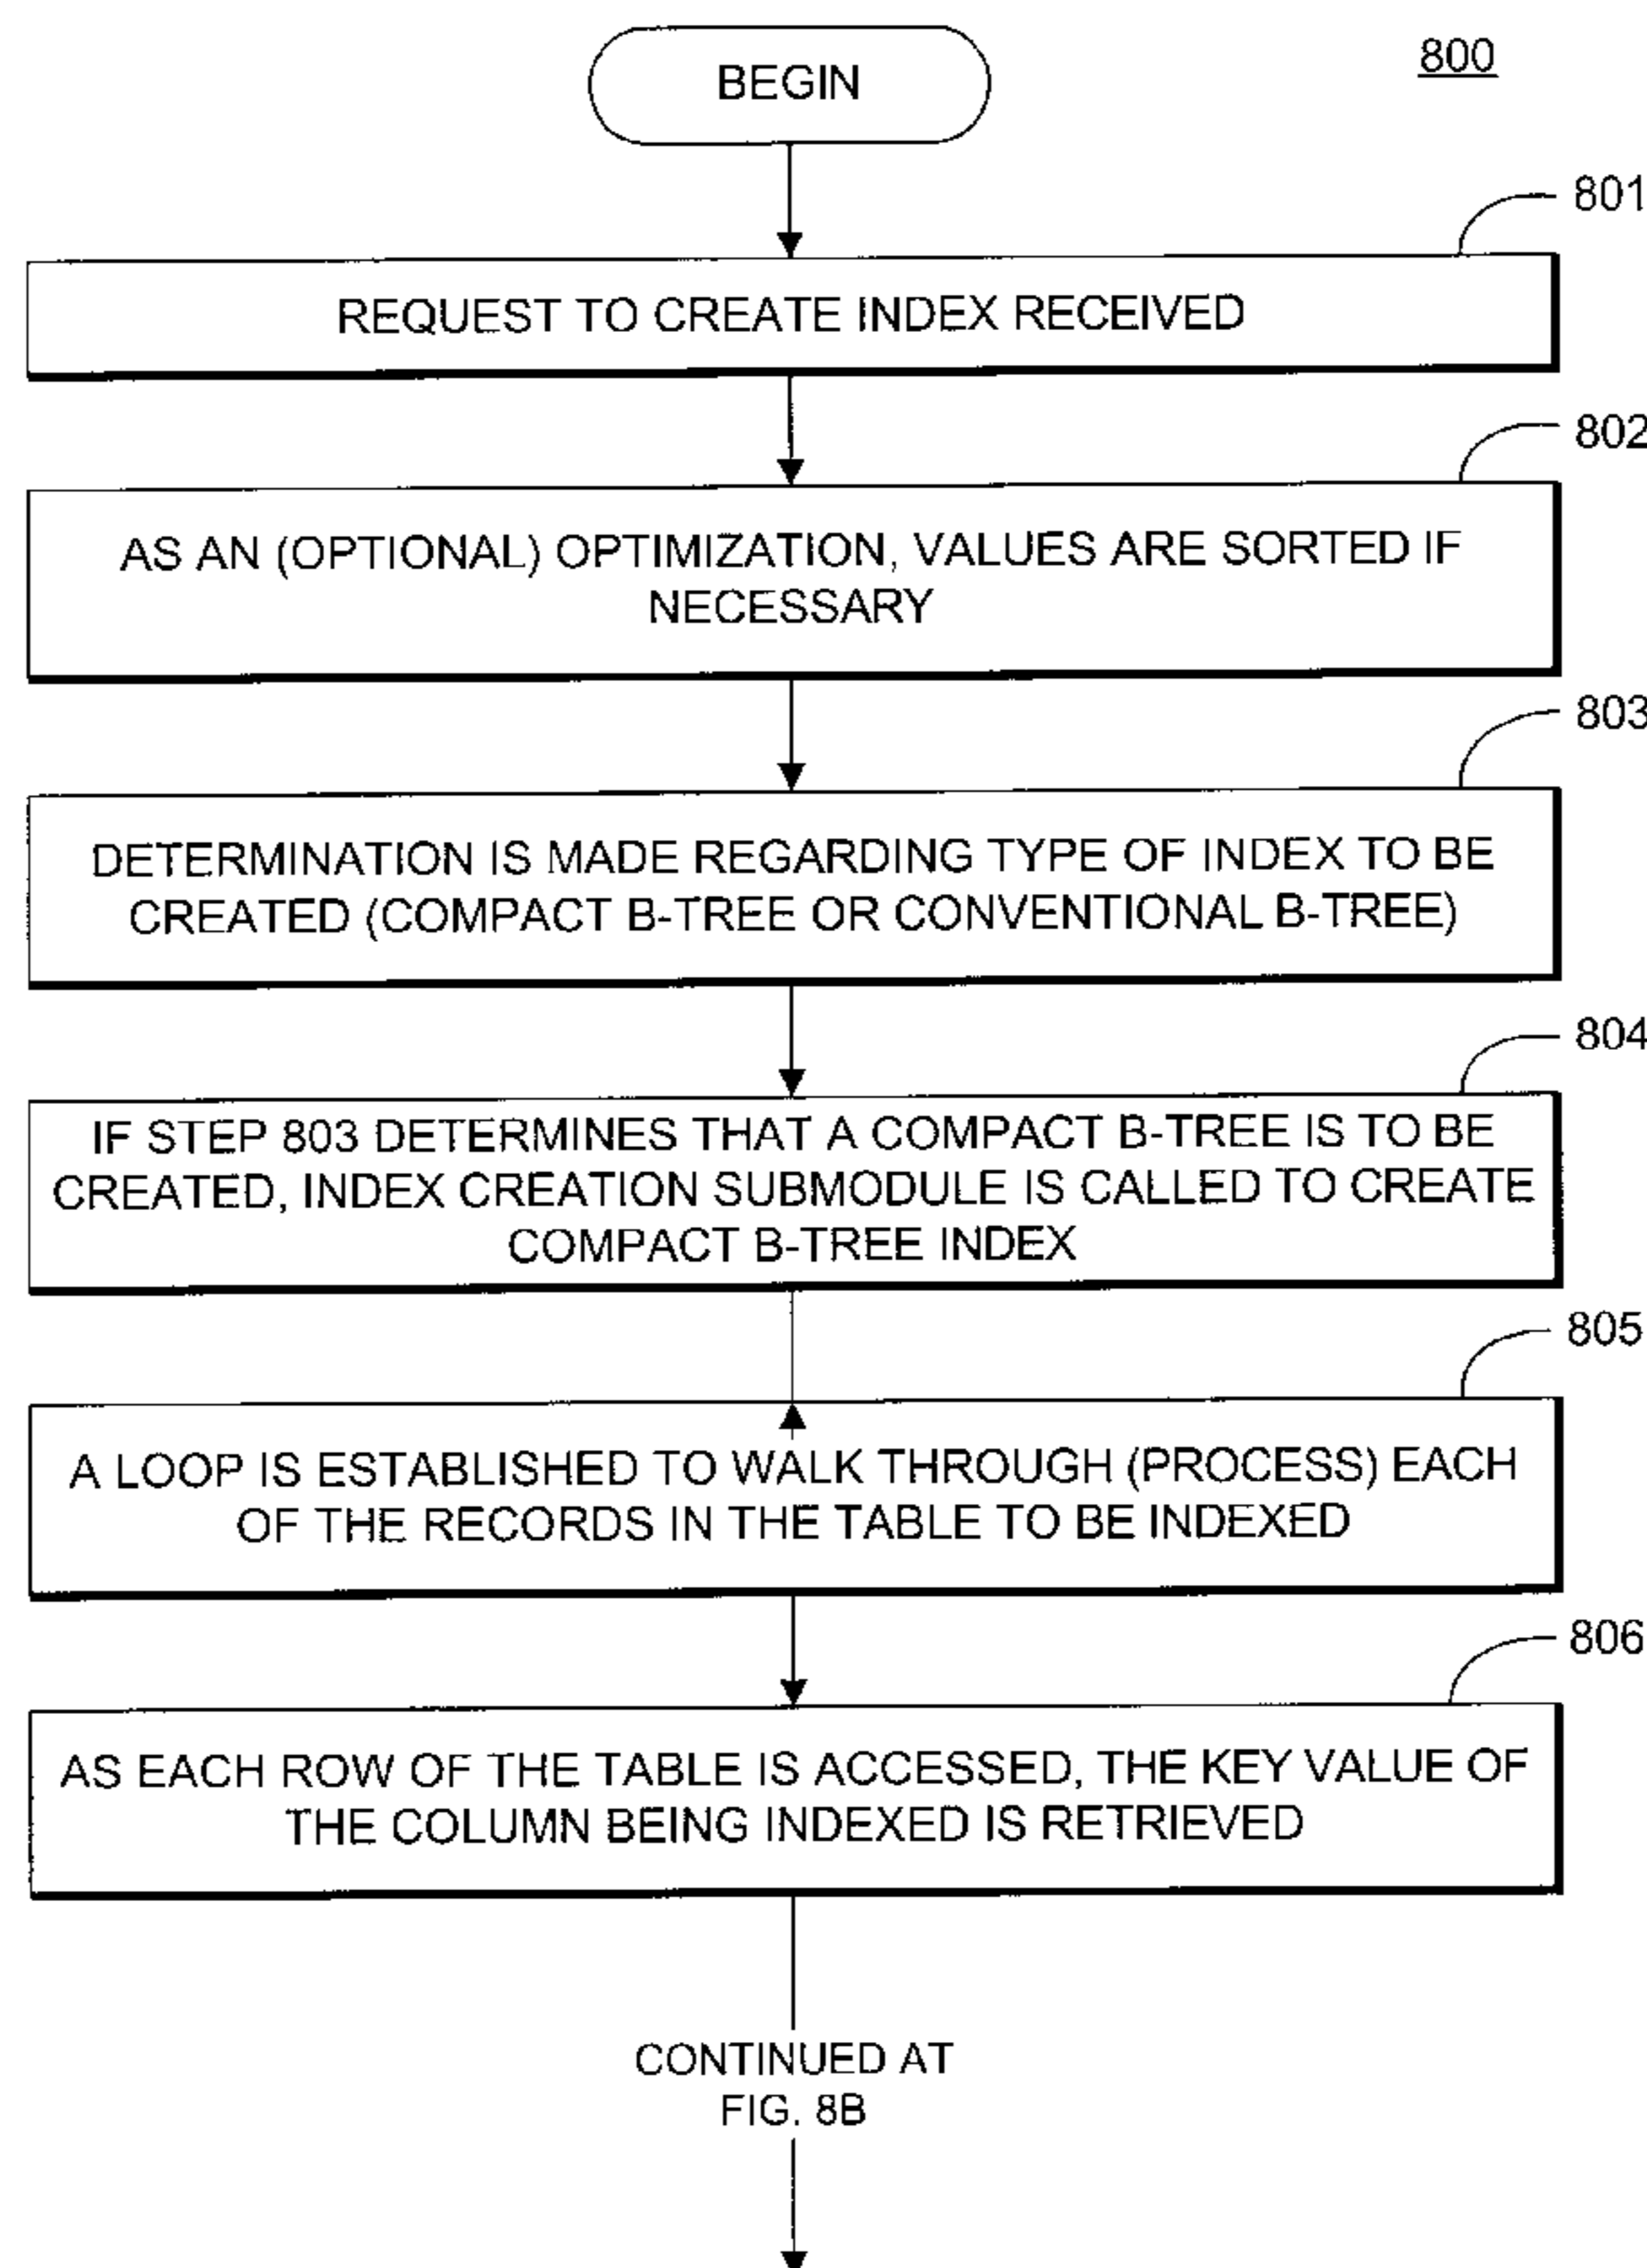 BEGIN
800
801
REQUEST TO CREATE INDEX RECEIVED
802
AS AN (OPTIONAL) OPTIMIZATION, VALUES ARE SORTED IF
NECESSARY
803
DETERMINATION IS MADE REGARDING TYPE OF INDEX TO BE
CREATED (COMPACT B-TREE OR CONVENTIONAL B-TREE)
804
IF STEP 803 DETERMINES THAT A COMPACT B-TREE IS TO BE
CREATED, INDEX CREATION SUBMODULE IS CALLED TO CREATE
COMPACT B-TREE INDEX
805
A LOOP IS ESTABLISHED TO WALK THROUGH (PROCESS) EACH
OF THE RECORDS IN THE TABLE TO BE INDEXED
806
AS EACH ROW OF THE TABLE IS ACCESSED, THE KEY VALUE OF
THE COLUMN BEING INDEXED IS RETRIEVED
CONTINUED AT
FIG. 8B